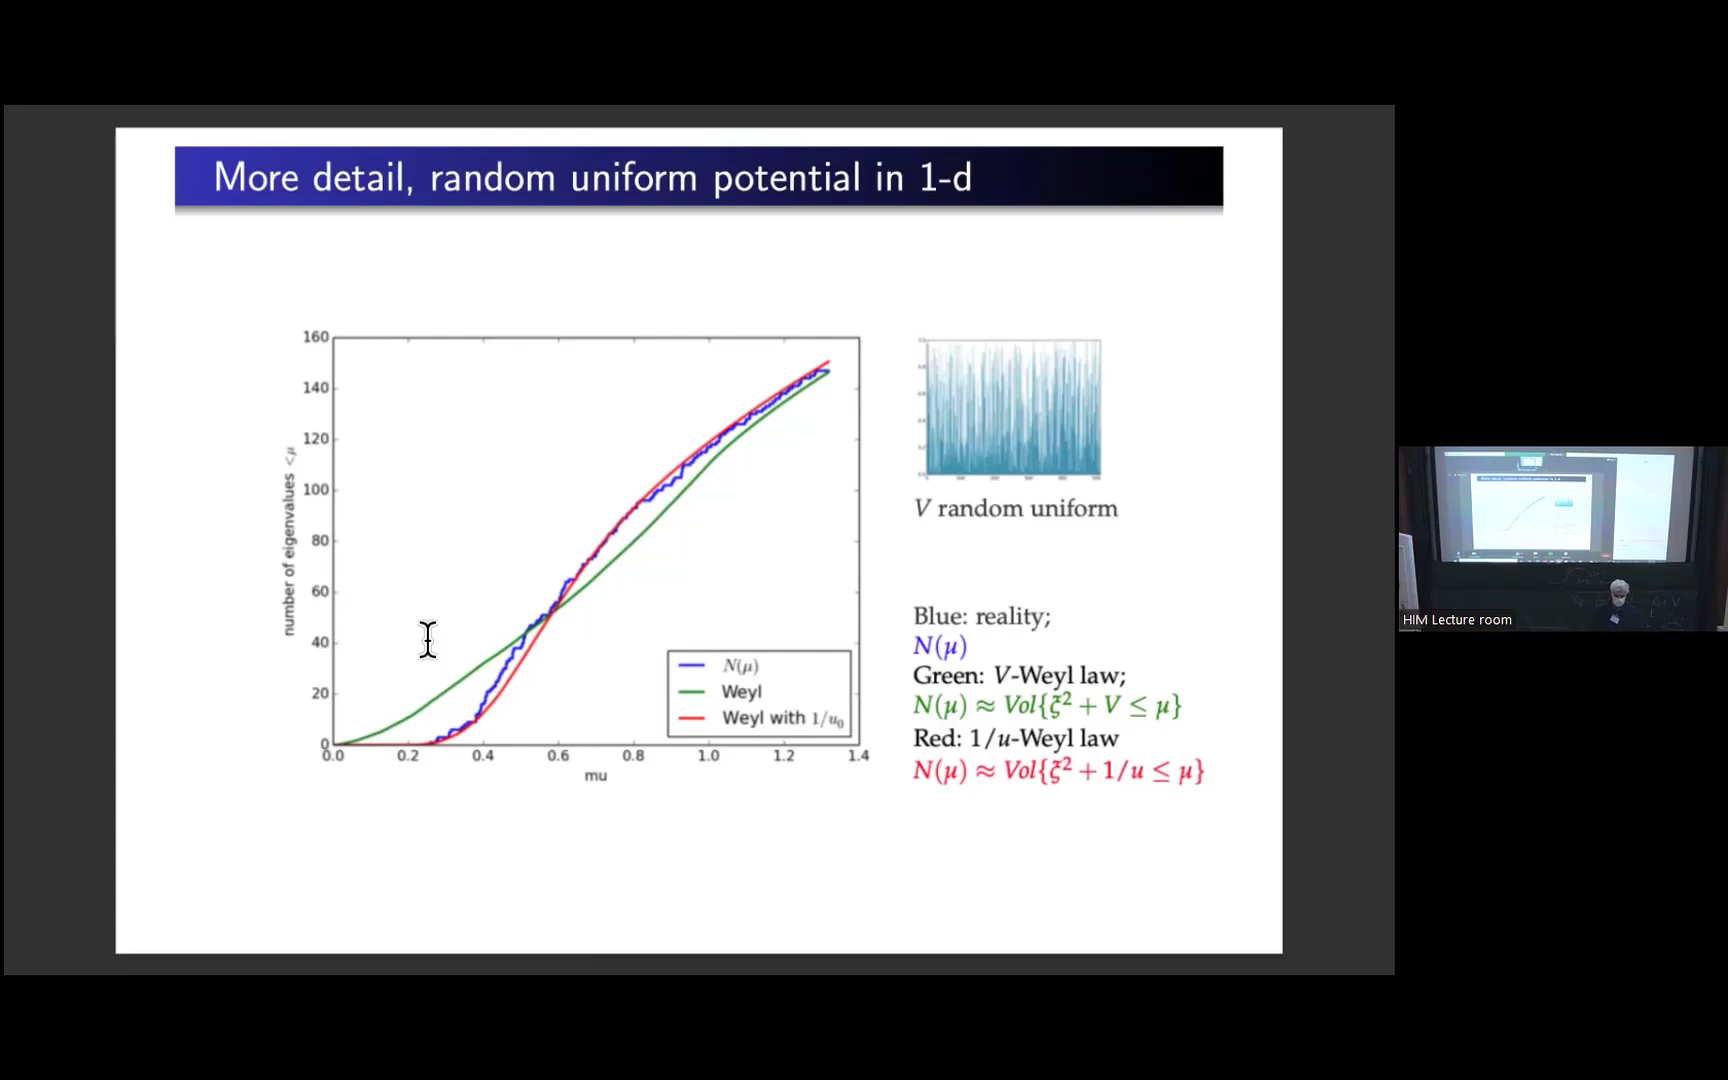 More detail, random uniform potential in 1-d
160
140
120
100
80
60
40
20
0
0.0 0.2 0.4 0.6 0.8 1.0 1.2 1.4
number of eigenvalues <μ
mu
N(μ)
Weyl
Weyl with 1/u₀
V random uniform
Blue: reality;
N(μ)
Green: V-Weyl law;
N(μ) ≈ Vol{ξ² + V ≤ μ}
Red: 1/u-Weyl law
N(μ) ≈ Vol{ξ² + 1/u ≤ μ}
HIM Lecture room